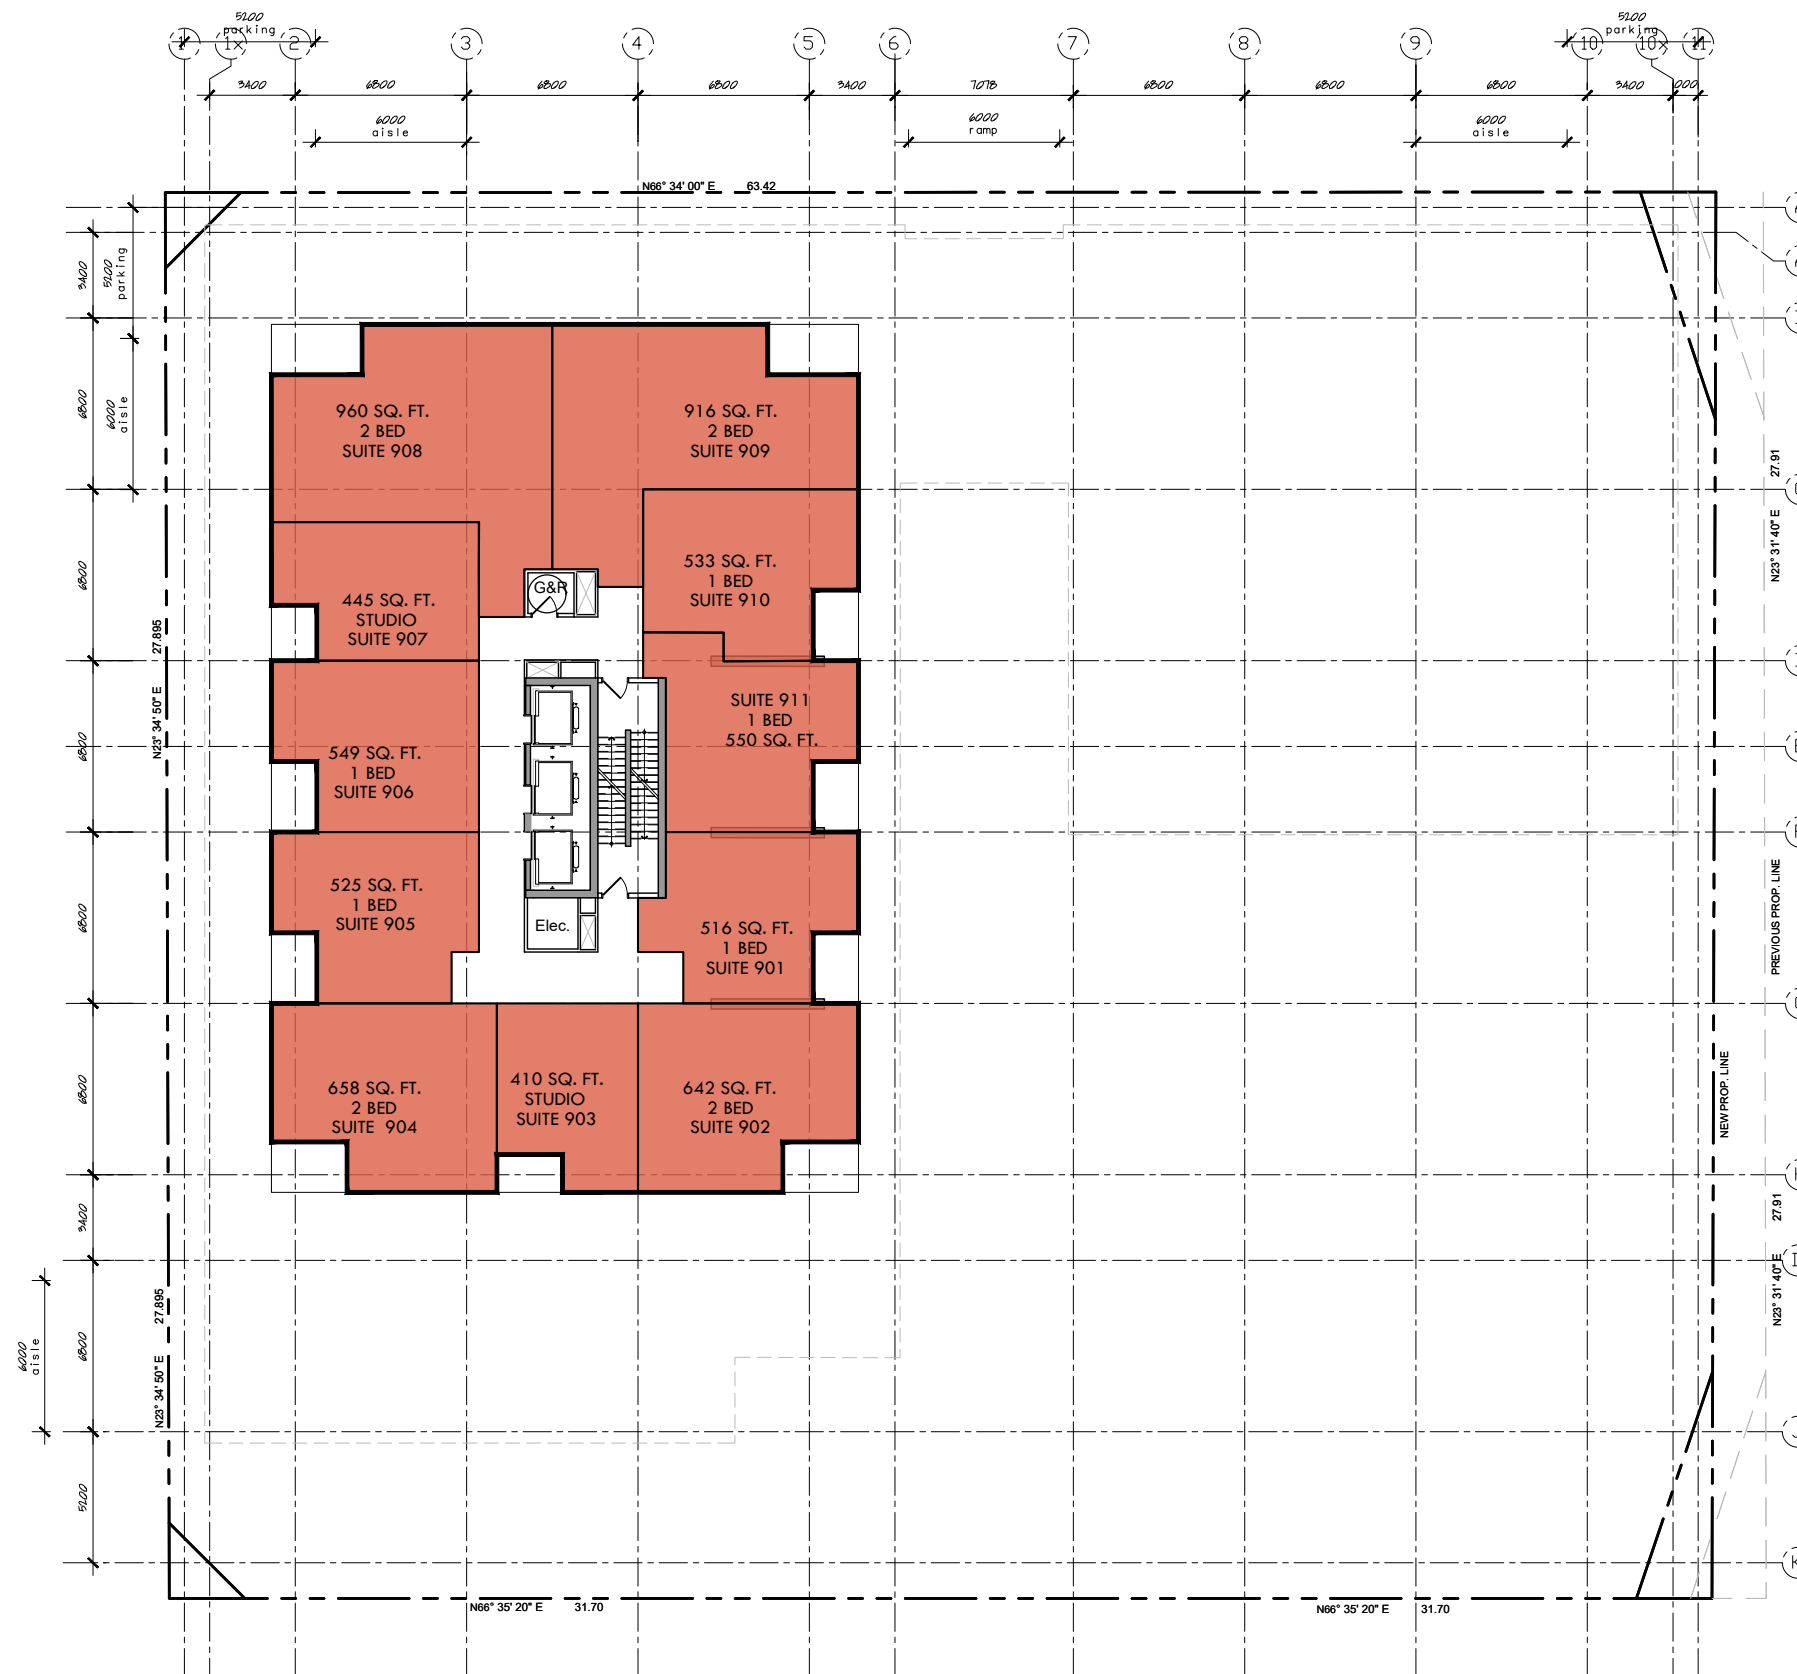 5200
parking
5200
parking
1
1x
2
3
4
5
6
7
8
9
10
10x
11
3400
6800
6800
6800
3400
7078
6800
6800
6800
3400
000
6000
aisle
6000
ramp
6000
aisle
N66° 34' 00" E 63.42
3400
5200
parking
6800
6000
aisle
6800
6800
6800
6800
3400
6800
6000
aisle
5200
960 SQ. FT.
2 BED
SUITE 908
916 SQ. FT.
2 BED
SUITE 909
533 SQ. FT.
1 BED
SUITE 910
G&R
445 SQ. FT.
STUDIO
SUITE 907
SUITE 911
1 BED
550 SQ. FT.
549 SQ. FT.
1 BED
SUITE 906
525 SQ. FT.
1 BED
SUITE 905
Elec.
516 SQ. FT.
1 BED
SUITE 901
658 SQ. FT.
2 BED
SUITE 904
410 SQ. FT.
STUDIO
SUITE 903
642 SQ. FT.
2 BED
SUITE 902
N23° 34' 50" E 27.895
N23° 34' 50" E 27.895
N23° 31' 40" E 27.91
PREVIOUS PROP. LINE
NEW PROP. LINE
N23° 31' 40" E 27.91
N66° 35' 20" E 31.70
N66° 35' 20" E 31.70